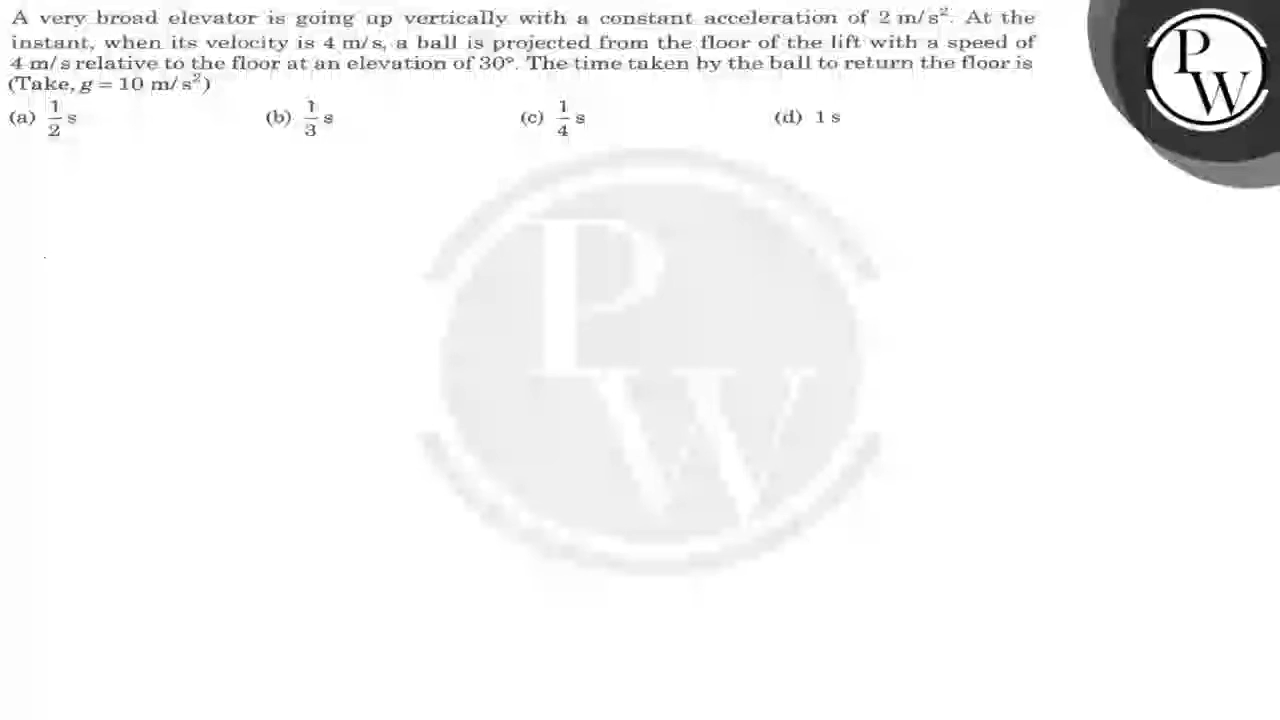 A very broad elevator is going up vertically with a constant acceleration of 2 m/s². At the
instant, when its velocity is 4 m/s, a ball is projected from the floor of the lift with a speed of
4 m/s relative to the floor at an elevation of 30°. The time taken by the ball to return the floor is
(Take, g = 10 m/s²)
(a) 1/2 s (b) 1/3 s (c) 1/4 s (d) 1 s
PW
PW